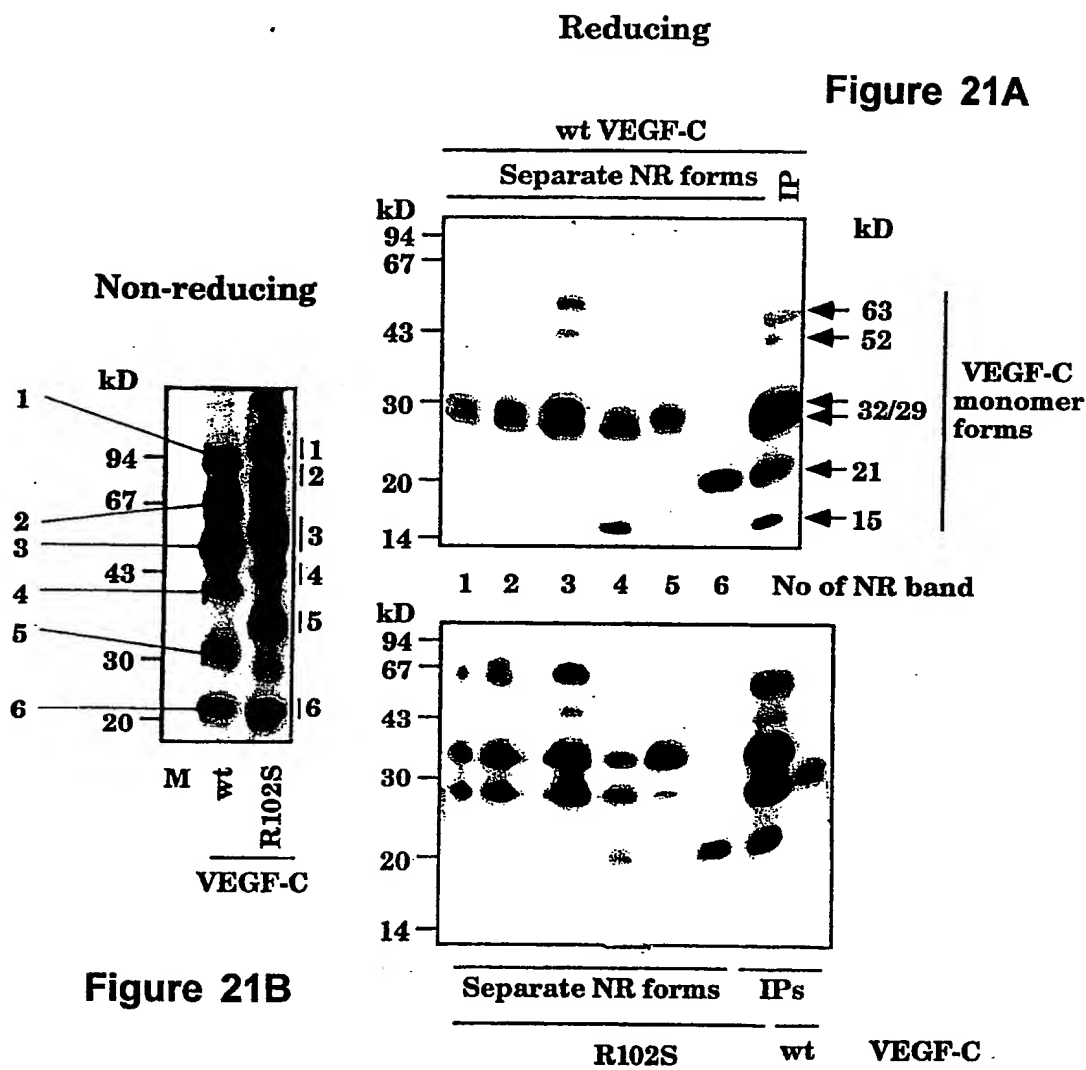 Reducing
Figure 21A
wt VEGF-C
Separate NR forms
IP
kD
94
67
43
30
20
14
kD
63
52
32/29
21
15
VEGF-C
monomer
forms
1 2 3 4 5 6 No of NR band
Non-reducing
kD
94
67
43
30
20
1
2
3
4
5
6
1
2
3
4
5
6
M
wt
R102S
VEGF-C
Figure 21B
kD
94
67
43
30
20
14
Separate NR forms
IPs
R102S
wt
VEGF-C